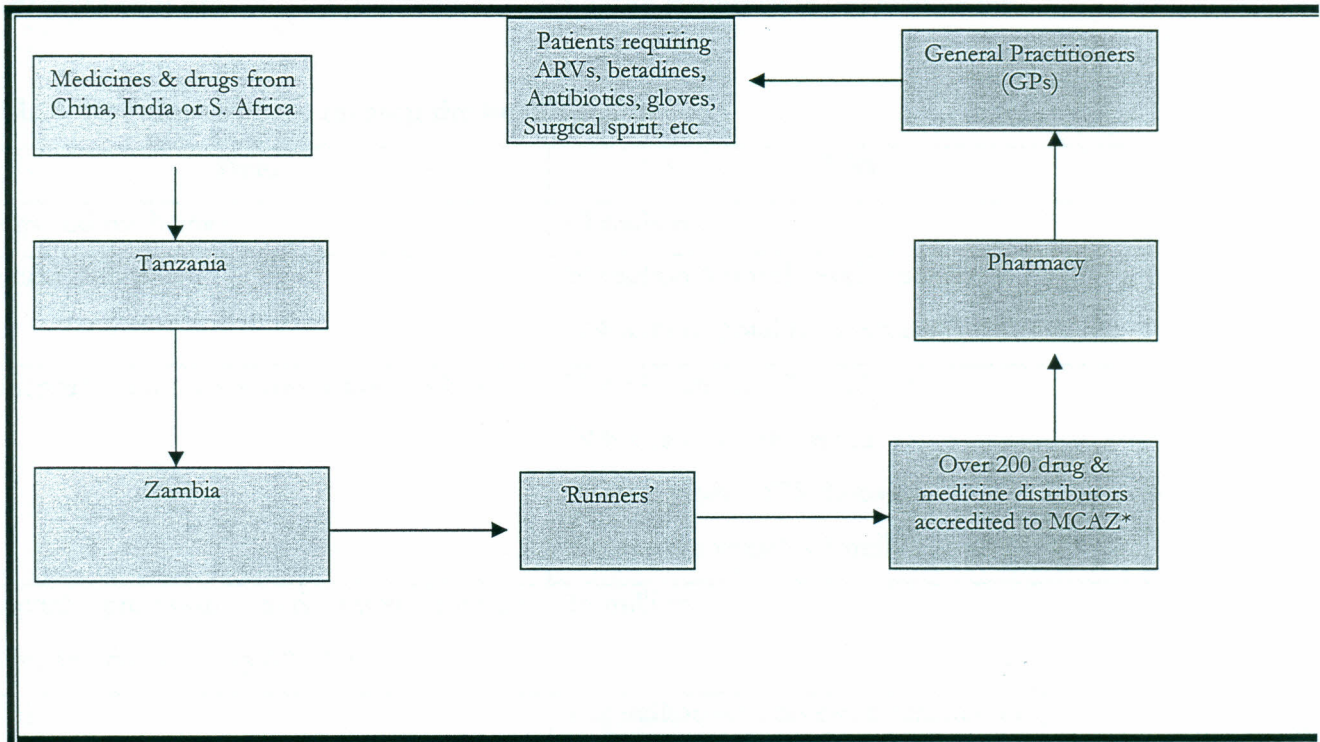 Medicines & drugs from
China, India or S. Africa
Tanzania
Zambia
‘Runners’
Over 200 drug &
medicine distributors
accredited to MCAZ*
Pharmacy
General Practitioners
(GPs)
Patients requiring
ARVs, betadines,
Antibiotics, gloves,
Surgical spirit, etc